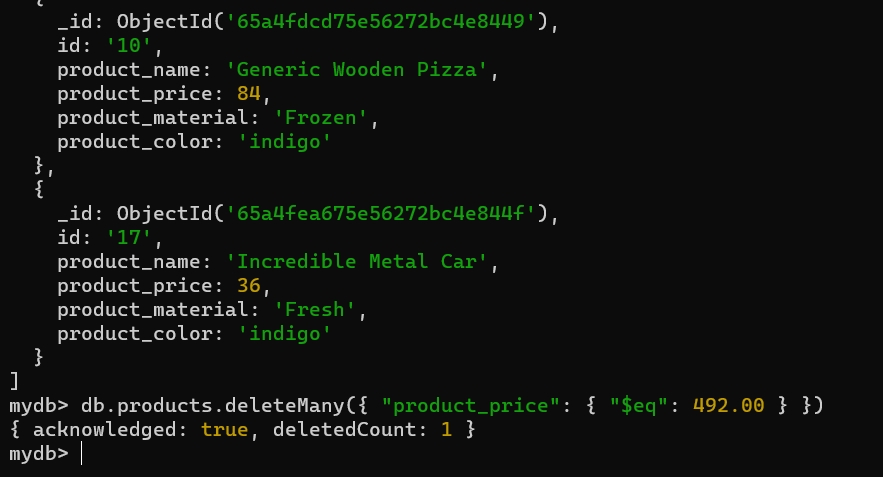 {
_id: ObjectId('65a4fdcd75e56272bc4e8449'),
id: '10',
product_name: 'Generic Wooden Pizza',
product_price: 84,
product_material: 'Frozen',
product_color: 'indigo'
},
{
_id: ObjectId('65a4fea675e56272bc4e844f'),
id: '17',
product_name: 'Incredible Metal Car',
product_price: 36,
product_material: 'Fresh',
product_color: 'indigo'
}
]
mydb> db.products.deleteMany({ "product_price": { "$eq": 492.00 } })
{ acknowledged: true, deletedCount: 1 }
mydb>